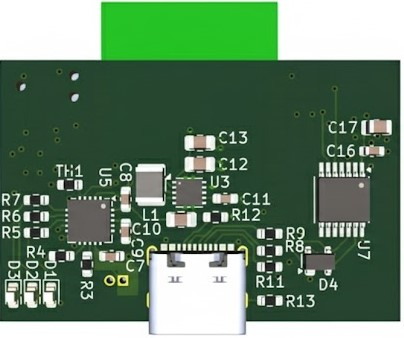 C17
C13
C16
C12
TH1
U5
C8
U3
R7
C11
R6
L1
R12
R5
C10
R9
R8
U7
R4
C9
C7
D3
D2
D1
R3
R11
D4
R13